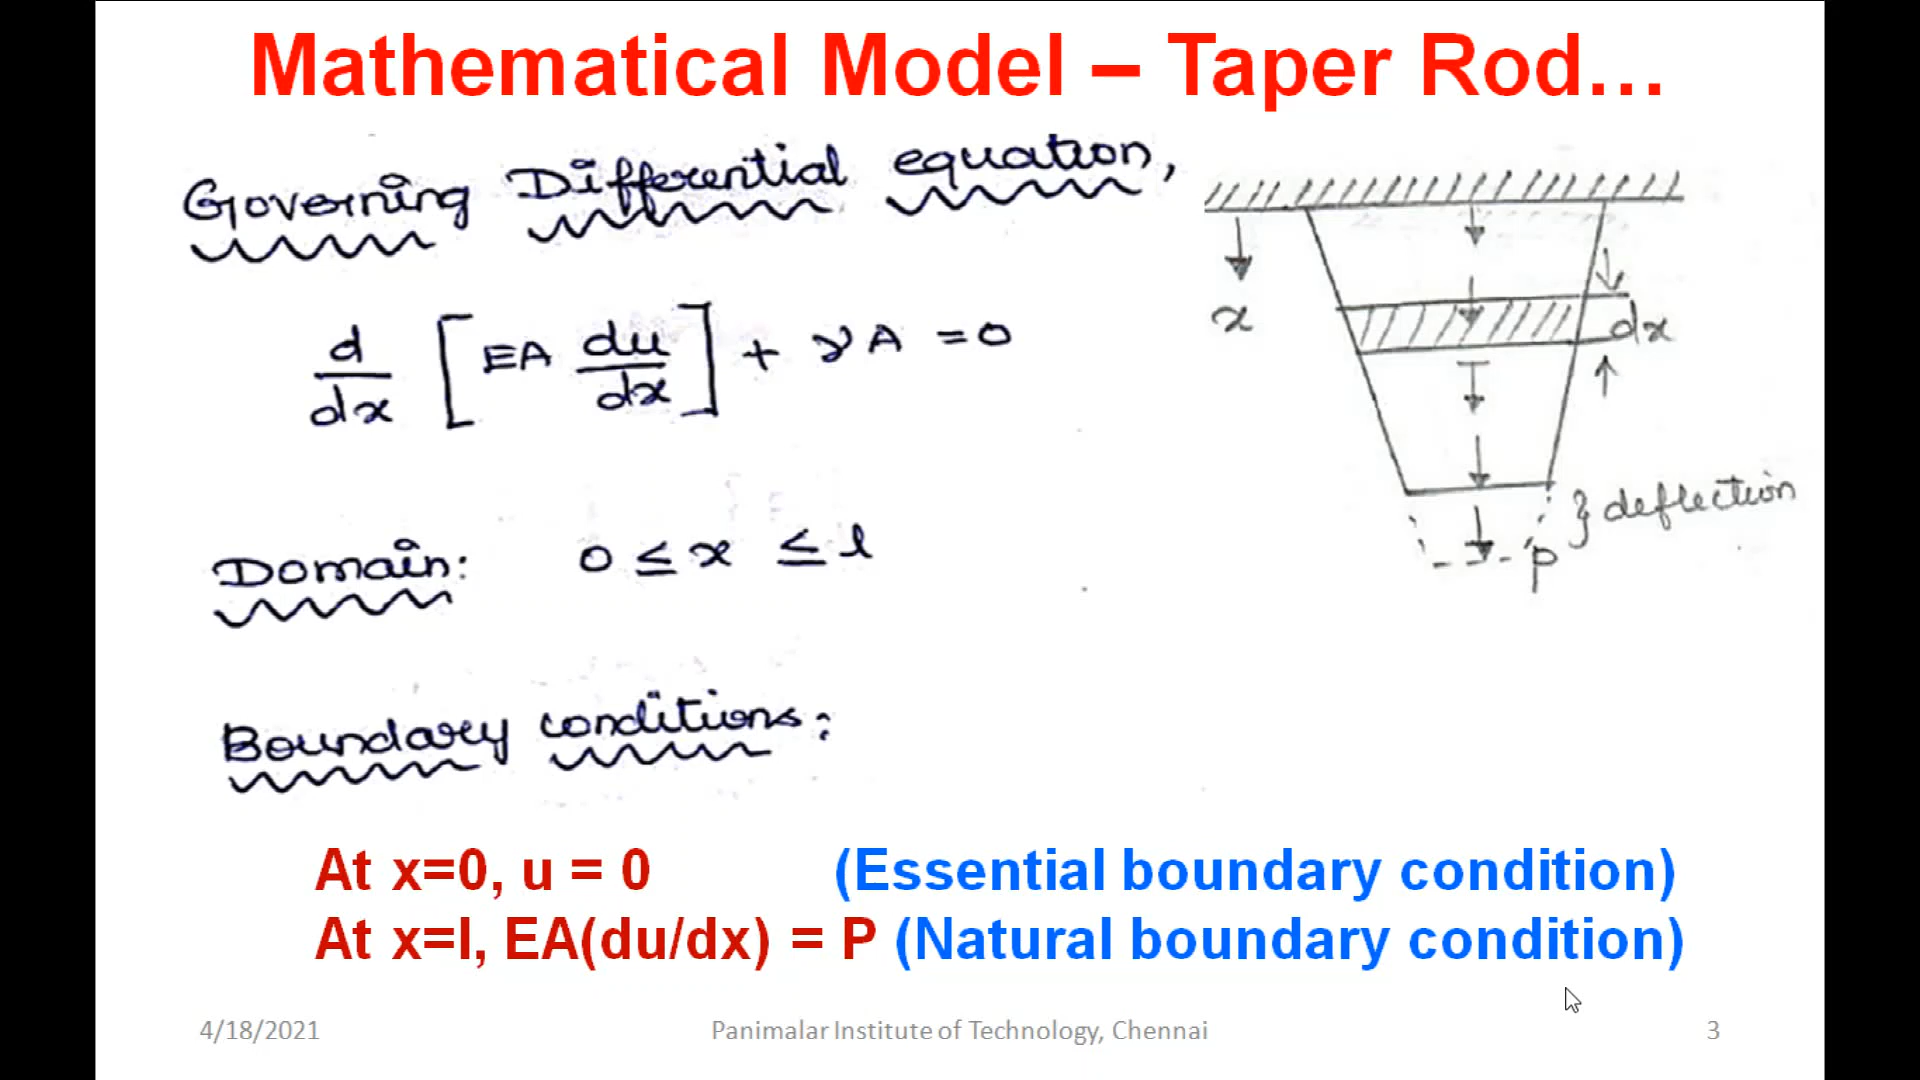 Mathematical Model – Taper Rod...
Governing Differential equation,
d/dx [EA du/dx] + γA = 0
x
dx
deflection
P
Domain: 0 ≤ x ≤ l
Boundary conditions:
At x=0, u = 0 (Essential boundary condition)
At x=l, EA(du/dx) = P (Natural boundary condition)
4/18/2021 Panimalar Institute of Technology, Chennai 3